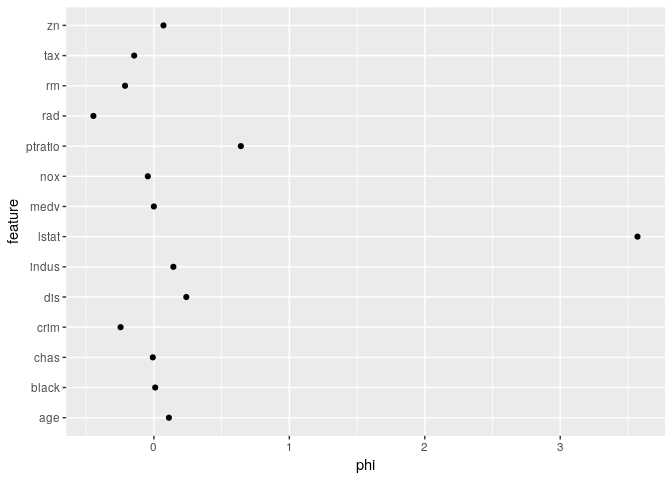 zn
tax
rm
rad
ptratio
nox
medv
lstat
indus
dis
crim
chas
black
age
feature
0 1 2 3
phi